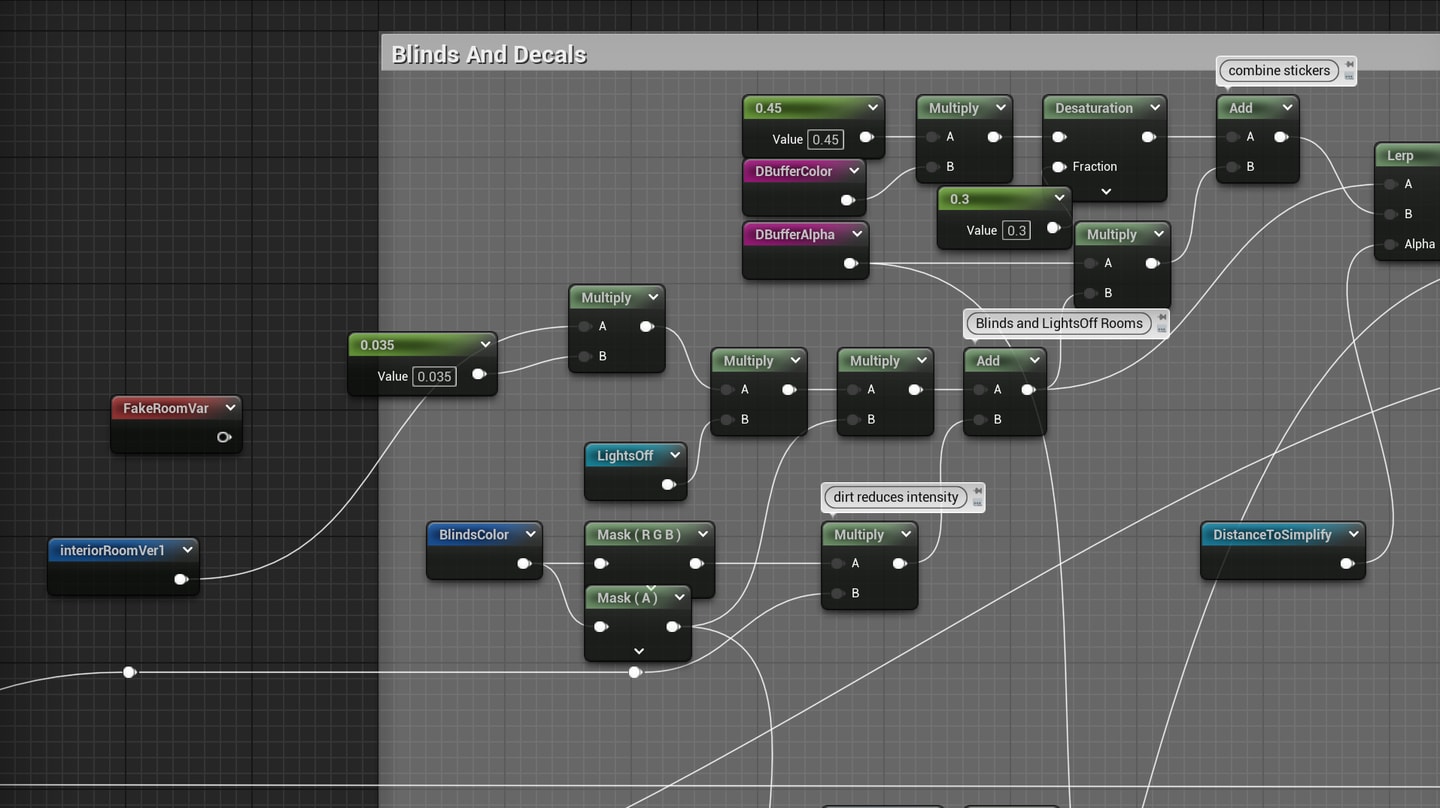 Blinds And Decals
combine stickers
0.45
Value 0.45
Multiply
A
B
Desaturation
Fraction
Add
A
B
Lerp
A
B
Alpha
DBufferColor
0.3
Value 0.3
DBufferAlpha
Multiply
A
B
Multiply
A
B
Blinds and LightsOff Rooms
0.035
Value 0.035
Multiply
A
B
Multiply
A
B
Add
A
B
FakeRoomVar
LightsOff
dirt reduces intensity
interiorRoomVer1
BlindsColor
Mask ( R G B )
Mask ( A )
Multiply
A
B
DistanceToSimplify